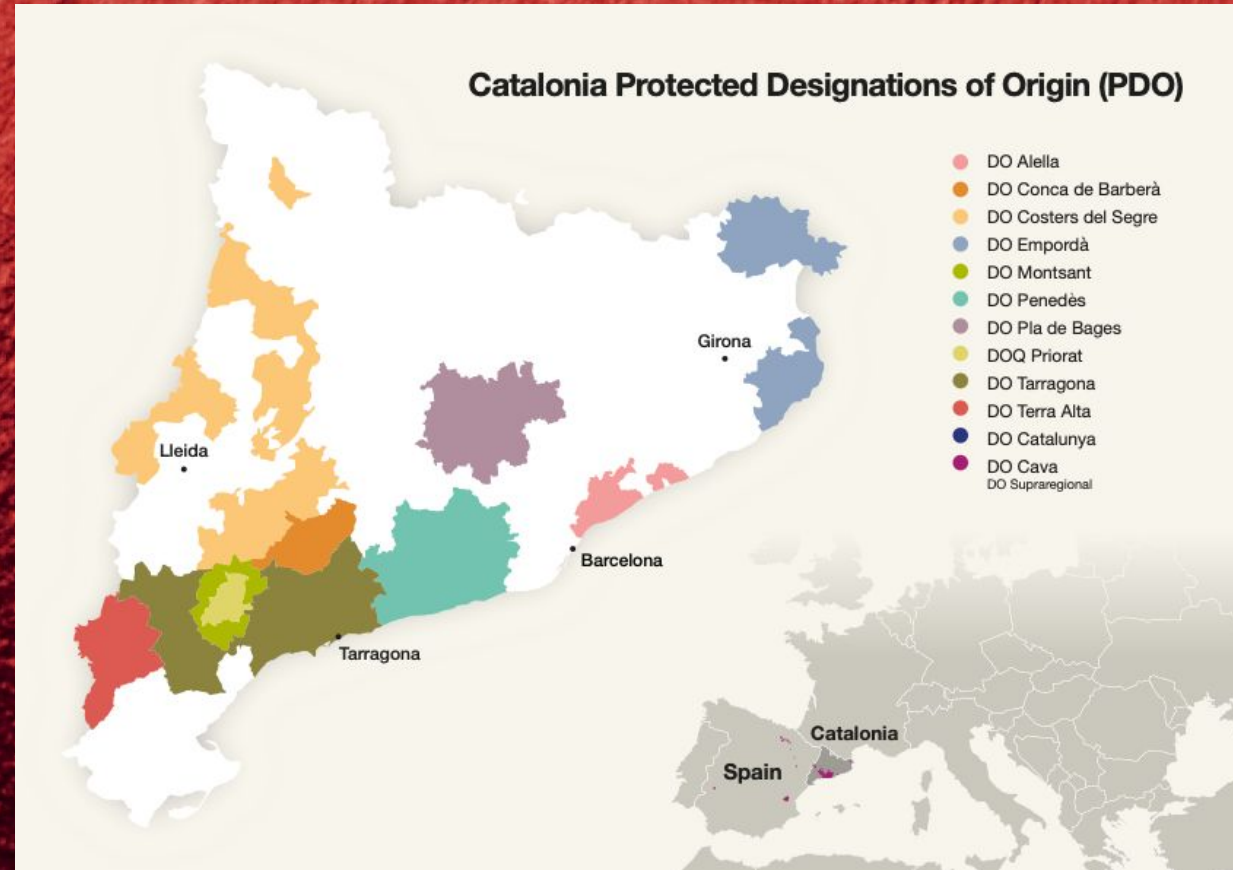 Catalonia Protected Designations of Origin (PDO)
DO Alella
DO Conca de Barberà
DO Costers del Segre
DO Empordà
DO Montsant
DO Penedès
DO Pla de Bages
DOQ Priorat
DO Tarragona
DO Terra Alta
DO Catalunya
DO Cava
DO Supraregional
Girona
Lleida
Barcelona
Tarragona
Catalonia
Spain